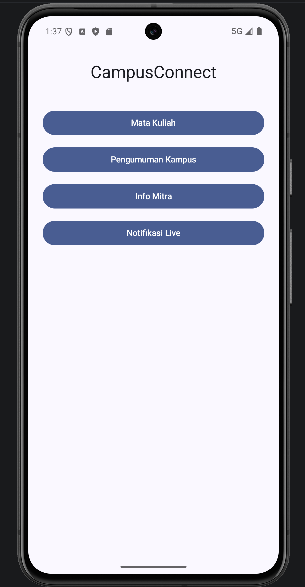 1:37
5G
CampusConnect
Mata Kuliah
Pengumuman Kampus
Info Mitra
Notifikasi Live